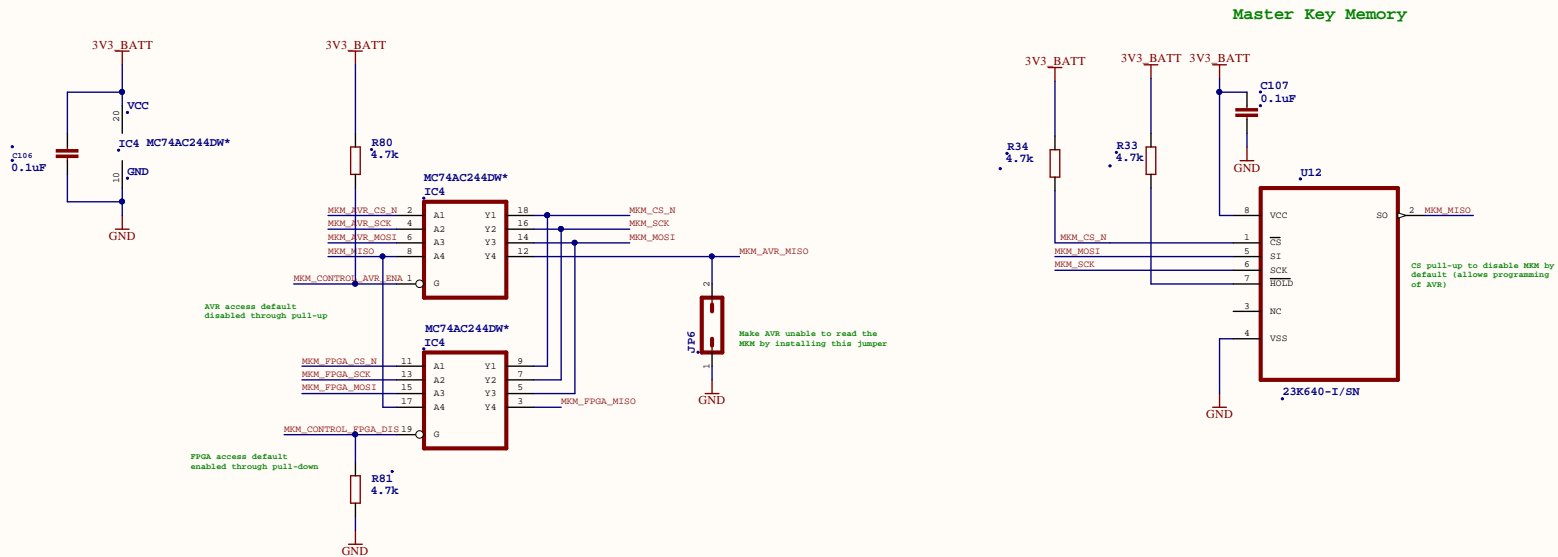 Master Key Memory
3V3_BATT
VCC
20
IC4 MC74AC244DW*
C106
0.1uF
GND
10
GND
3V3_BATT
R80
4.7k
MC74AC244DW*
IC4
MKM_AVR_CS_N 2 A1 Y1 18 MKM_CS_N
MKM_AVR_SCK 4 A2 Y2 16 MKM_SCK
MKM_AVR_MOSI 6 A3 Y3 14 MKM_MOSI
MKM_MISO 8 A4 Y4 12 MKM_AVR_MISO
MKM_CONTROL_AVR_ENA 1 G
AVR access default
disabled through pull-up
MC74AC244DW*
IC4
MKM_FPGA_CS_N 11 A1 Y1 9
MKM_FPGA_SCK 13 A2 Y2 7
MKM_FPGA_MOSI 15 A3 Y3 5
17 A4 Y4 3 MKM_FPGA_MISO
MKM_CONTROL_FPGA_DIS 19 G
FPGA access default
enabled through pull-down
R81
4.7k
GND
2
JP6
1
Make AVR unable to read the
MKM by installing this jumper
GND
3V3_BATT
3V3_BATT
3V3_BATT
C107
0.1uF
GND
R34
4.7k
R33
4.7k
U12
8 VCC SO 2 MKM_MISO
MKM_CS_N 1 CS
MKM_MOSI 5 SI
MKM_SCK 6 SCK
7 HOLD
3 NC
4 VSS
CS pull-up to disable MKM by
default (allows programming
of AVR)
23K640-I/SN
GND